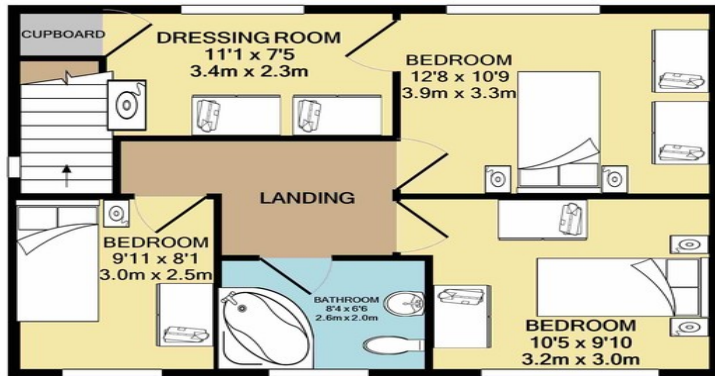 CUPBOARD
DRESSING ROOM
11'1 x 7'5
3.4m x 2.3m
BEDROOM
12'8 x 10'9
3.9m x 3.3m
LANDING
BEDROOM
9'11 x 8'1
3.0m x 2.5m
BATHROOM
8'4 x 6'6
2.6m x 2.0m
BEDROOM
10'5 x 9'10
3.2m x 3.0m